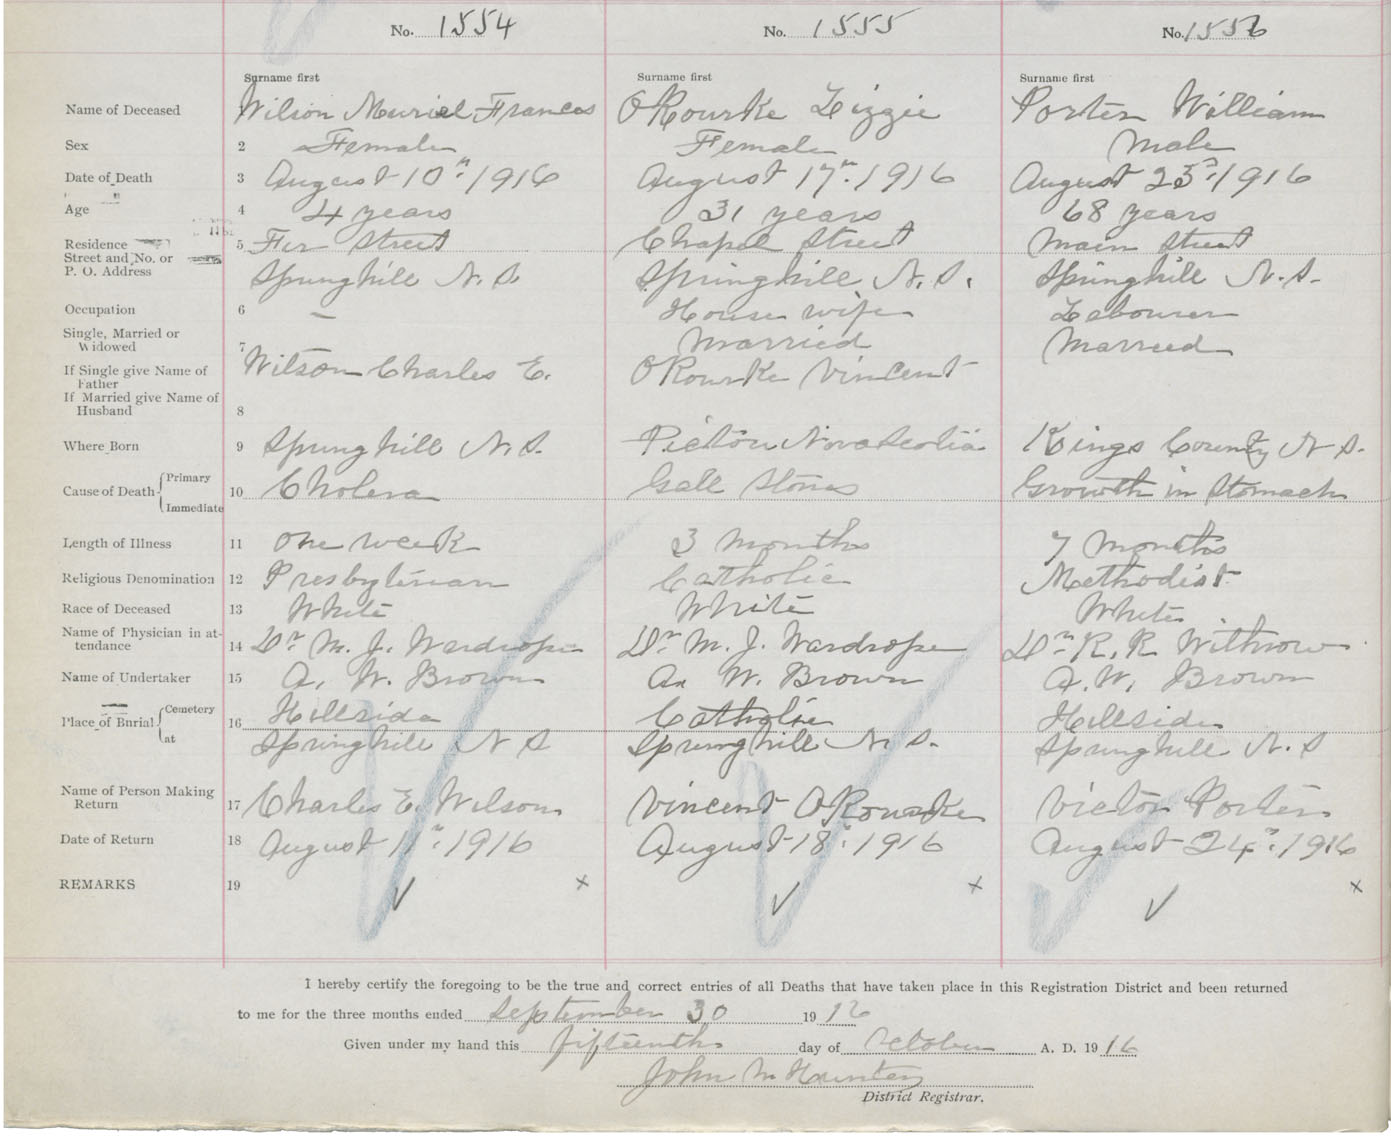 No. 1554 No. 1555 No. 1556
Surname first Surname first Surname first
Name of Deceased Wilson Muriel Frances O'Rourke Lizzie Porter William
Sex 2 Female Female Male
Date of Death 3 August 10th 1916 August 17th 1916 August 23rd 1916
Age 4 4 years 31 years 68 years
Residence 5 Fir Street Chapel Street Main Street
Street and No. or
P. O. Address Springhill N.S. Springhill N.S. Springhill N.S.
Occupation 6 — House wife Labourer
Single, Married or
Widowed 7 Married Married
If Single give Name of Wilson Charles E. O'Rourke Vincent
Father
If Married give Name of
Husband 8
Where Born 9 Springhill N.S. Pictou Nova Scotia Kings County N.S.
Cause of Death { Primary
10 Cholera Gall Stones Growth in Stomach
Immediate
Length of Illness 11 One week 3 months 7 months
Religious Denomination 12 Presbyterian Catholic Methodist
Race of Deceased 13 White White White
Name of Physician in at-
tendance 14 Dr M. J. Wardrope Dr M. J. Wardrope Dr R. R. Withrow
Name of Undertaker 15 A. W. Brown A. W. Brown A. W. Brown
Place of Burial { Cemetery 16 Hillside Catholic Hillside
at Springhill N S Springhill N.S. Springhill N.S
Name of Person Making
Return 17 Charles E. Wilson Vincent O'Rourke Victor Porter
Date of Return 18 August 11th 1916 August 18th 1916 August 24th 1916
REMARKS 19 ✓ x ✓ x ✓ x
I hereby certify the foregoing to be the true and correct entries of all Deaths that have taken place in this Registration District and been returned
to me for the three months ended September 30 1916
Given under my hand this fifteenth day of October A. D. 1916
John M Hunter
District Registrar.